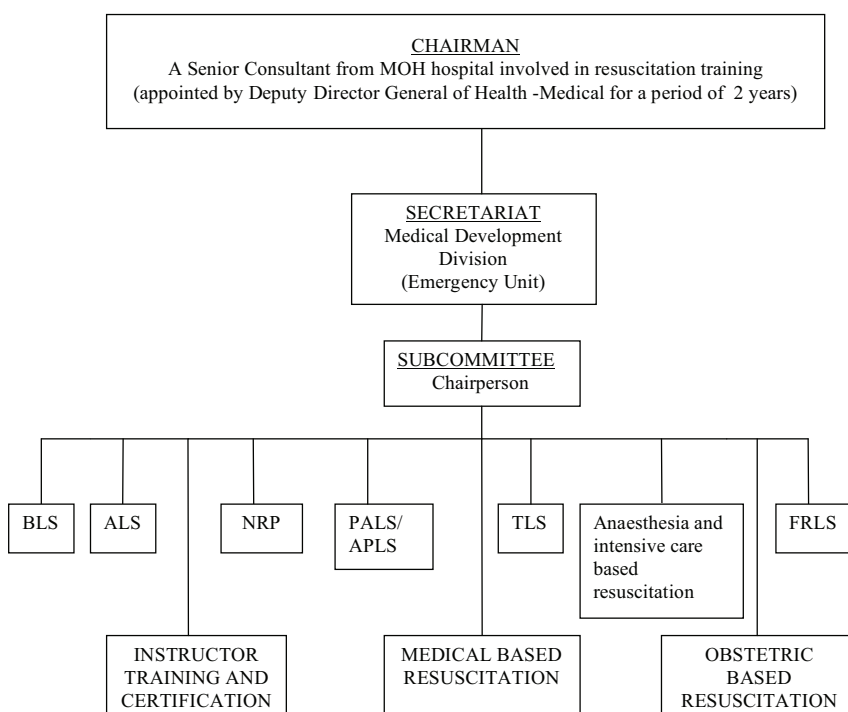 CHAIRMAN
A Senior Consultant from MOH hospital involved in resuscitation training
(appointed by Deputy Director General of Health -Medical for a period of 2 years)
SECRETARIAT
Medical Development
Division
(Emergency Unit)
SUBCOMMITTEE
Chairperson
BLS
ALS
NRP
PALS/
APLS
TLS
Anaesthesia and
intensive care
based
resuscitation
FRLS
INSTRUCTOR
TRAINING AND
CERTIFICATION
MEDICAL BASED
RESUSCITATION
OBSTETRIC
BASED
RESUSCITATION